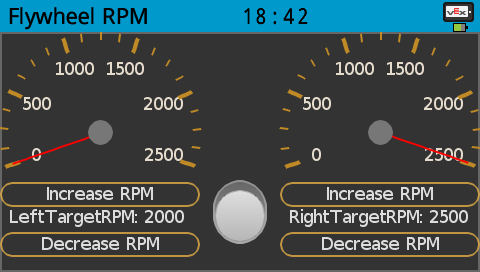 Flywheel RPM 18:42 VEX
1000 1500 1000 1500
500 2000 500 2000
0 2500 0 2500
Increase RPM Increase RPM
LeftTargetRPM: 2000 RightTargetRPM: 2500
Decrease RPM Decrease RPM